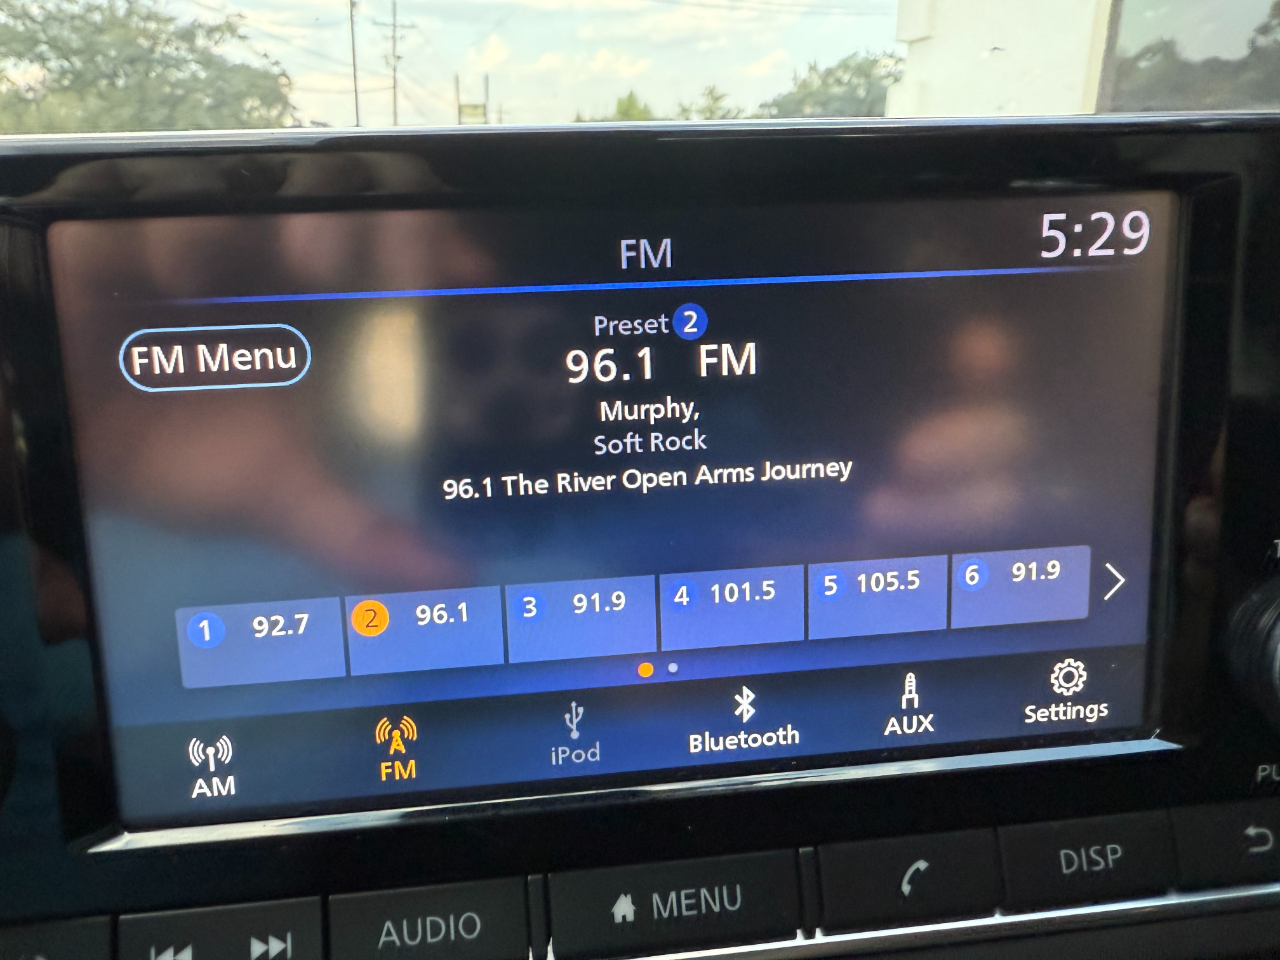 FM
5:29
FM Menu
Preset 2
96.1 FM
Murphy,
Soft Rock
96.1 The River Open Arms Journey
1 92.7
2 96.1
3 91.9
4 101.5
5 105.5
6 91.9
AM
FM
iPod
Bluetooth
AUX
Settings
AUDIO
MENU
DISP